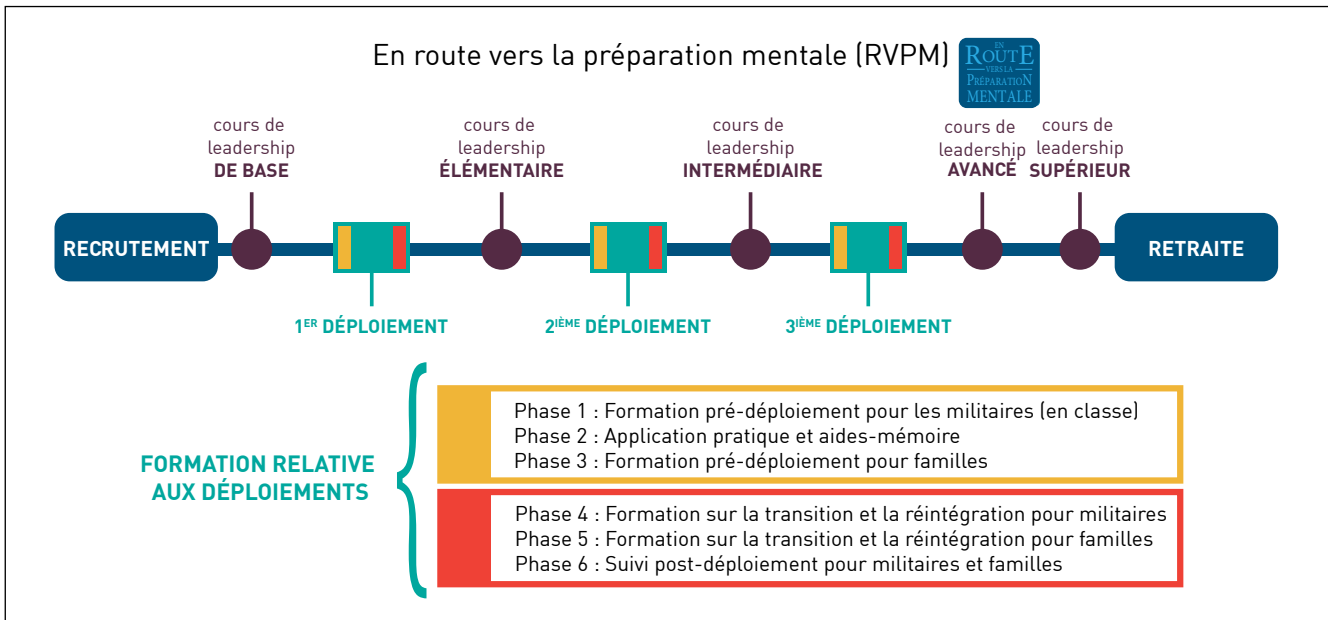 En route vers la préparation mentale (RVPM)
EN
ROUTE
VERS LA
PRÉPARATION
MENTALE
cours de
leadership
DE BASE
cours de
leadership
ÉLÉMENTAIRE
cours de
leadership
INTERMÉDIAIRE
cours de
leadership
AVANCÉ
cours de
leadership
SUPÉRIEUR
RECRUTEMENT
RETRAITE
1ER DÉPLOIEMENT
2IÈME DÉPLOIEMENT
3IÈME DÉPLOIEMENT
FORMATION RELATIVE
AUX DÉPLOIEMENTS
Phase 1 : Formation pré-déploiement pour les militaires (en classe)
Phase 2 : Application pratique et aides-mémoire
Phase 3 : Formation pré-déploiement pour familles
Phase 4 : Formation sur la transition et la réintégration pour militaires
Phase 5 : Formation sur la transition et la réintégration pour familles
Phase 6 : Suivi post-déploiement pour militaires et familles